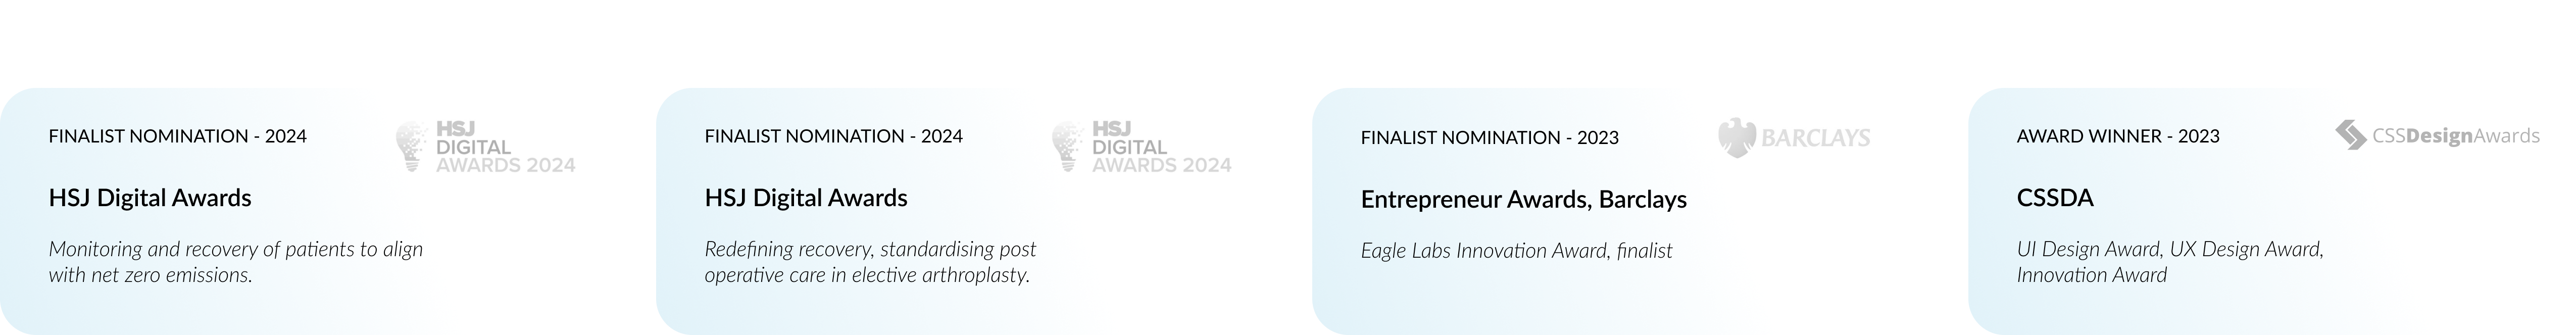 FINALIST NOMINATION - 2024
HSJ
DIGITAL
AWARDS 2024
HSJ Digital Awards
Monitoring and recovery of patients to align
with net zero emissions.
FINALIST NOMINATION - 2024
HSJ
DIGITAL
AWARDS 2024
HSJ Digital Awards
Redefining recovery, standardising post
operative care in elective arthroplasty.
FINALIST NOMINATION - 2023
BARCLAYS
Entrepreneur Awards, Barclays
Eagle Labs Innovation Award, finalist
AWARD WINNER - 2023
CSSDesignAwards
CSSDA
UI Design Award, UX Design Award,
Innovation Award